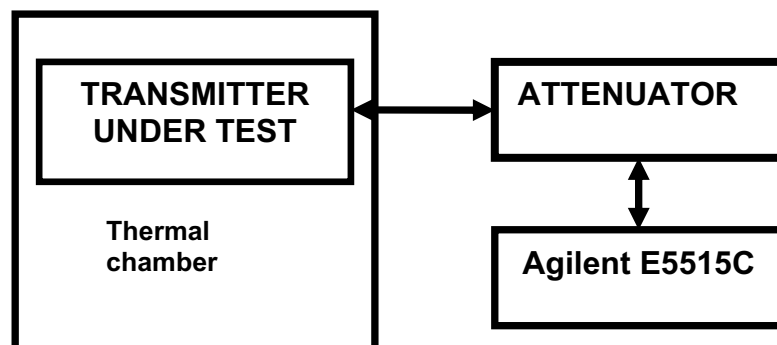 TRANSMITTER
UNDER TEST
ATTENUATOR
Thermal
chamber
Agilent E5515C